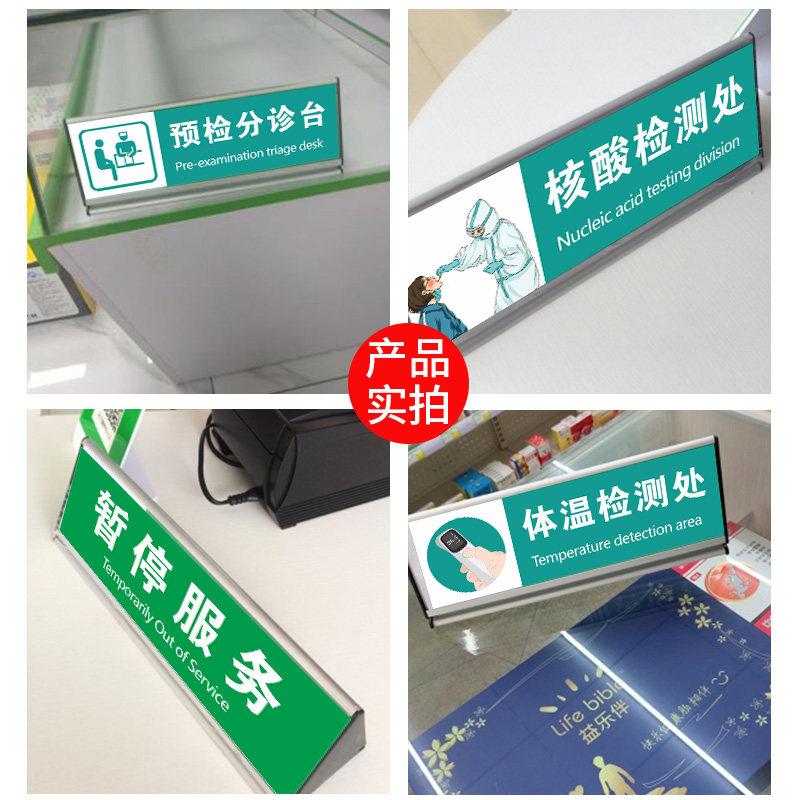 预检分诊台
Pre-examination triage desk
核酸检测处
Nucleic acid testing division
产品
实拍
暂停服务
Temporarily Out of Service
体温检测处
Temperature detection area
Life bible
益乐伴